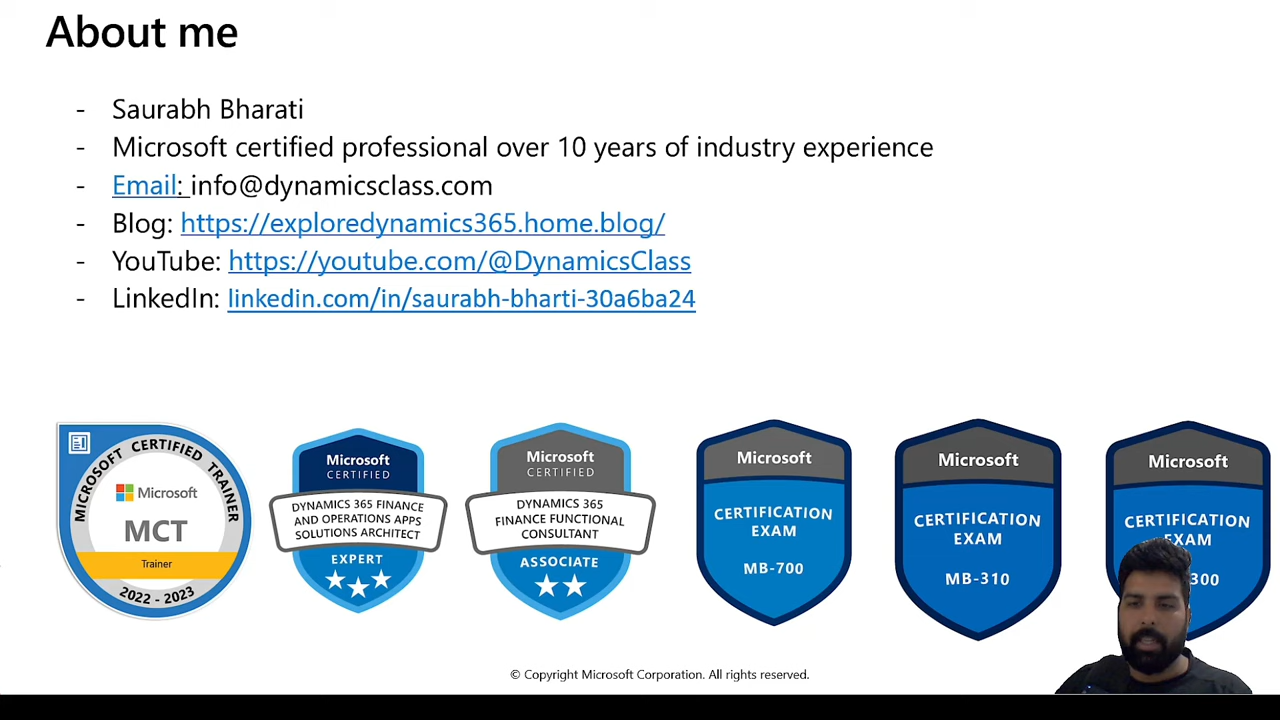 About me
- Saurabh Bharati
- Microsoft certified professional over 10 years of industry experience
- Email: info@dynamicsclass.com
- Blog: https://exploredynamics365.home.blog/
- YouTube: https://youtube.com/@DynamicsClass
- LinkedIn: linkedin.com/in/saurabh-bharti-30a6ba24
MICROSOFT CERTIFIED TRAINER
Microsoft
MCT
Trainer
2022 - 2023
Microsoft
CERTIFIED
DYNAMICS 365 FINANCE
AND OPERATIONS APPS
SOLUTIONS ARCHITECT
EXPERT
Microsoft
CERTIFIED
DYNAMICS 365
FINANCE FUNCTIONAL
CONSULTANT
ASSOCIATE
Microsoft
CERTIFICATION
EXAM
MB-700
Microsoft
CERTIFICATION
EXAM
MB-310
Microsoft
CERTIFICATION
EXAM
300
© Copyright Microsoft Corporation. All rights reserved.